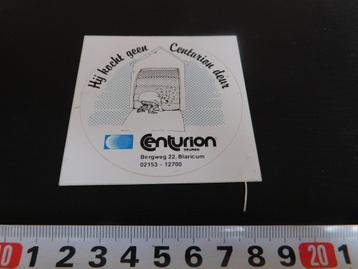 Hij kocht geen Centurion deur
Centurion
DEUREN
Bergweg 22, Blaricum
02153 - 12700
10 1 2 3 4 5 6 7 8 9 20 1